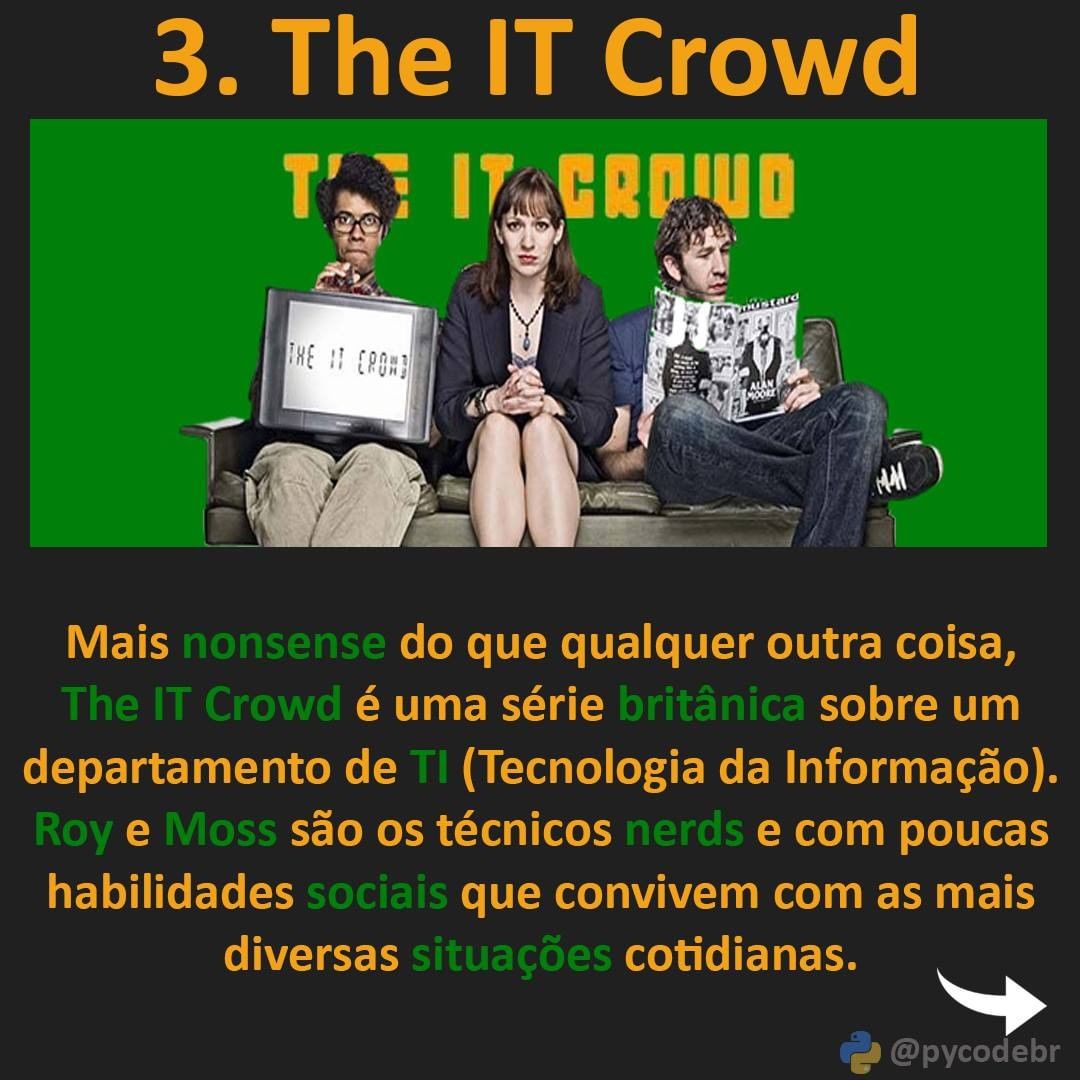 3. The IT Crowd
THE IT CROWD
THE IT CROWD
mustard
ALAN
MOORE
Mais nonsense do que qualquer outra coisa,
The IT Crowd é uma série britânica sobre um
departamento de TI (Tecnologia da Informação).
Roy e Moss são os técnicos nerds e com poucas
habilidades sociais que convivem com as mais
diversas situações cotidianas.
@pycodebr